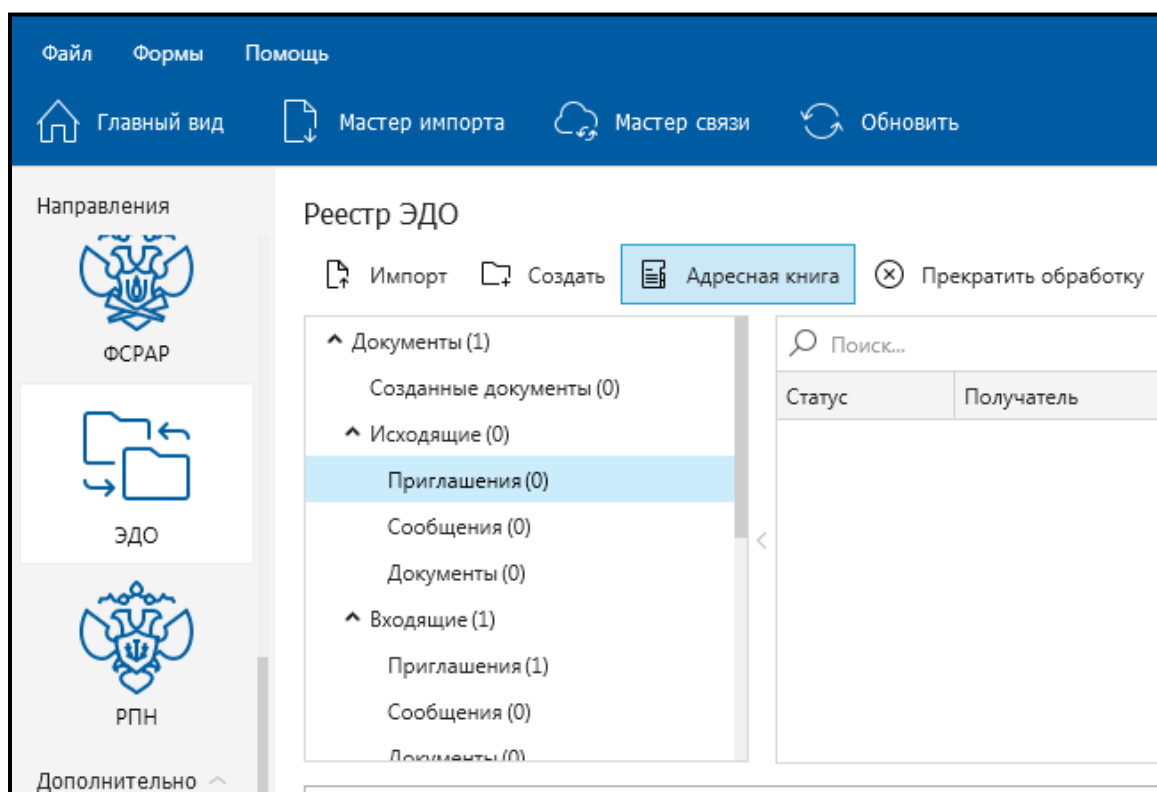 Файл Формы Помощь
Главный вид Мастер импорта Мастер связи Обновить
Направления
ФСРАР
ЭДО
РПН
Дополнительно
Реестр ЭДО
Импорт Создать Адресная книга Прекратить обработку
Документы (1)
Созданные документы (0)
Исходящие (0)
Приглашения (0)
Сообщения (0)
Документы (0)
Входящие (1)
Приглашения (1)
Сообщения (0)
Документы (0)
Поиск...
Статус Получатель